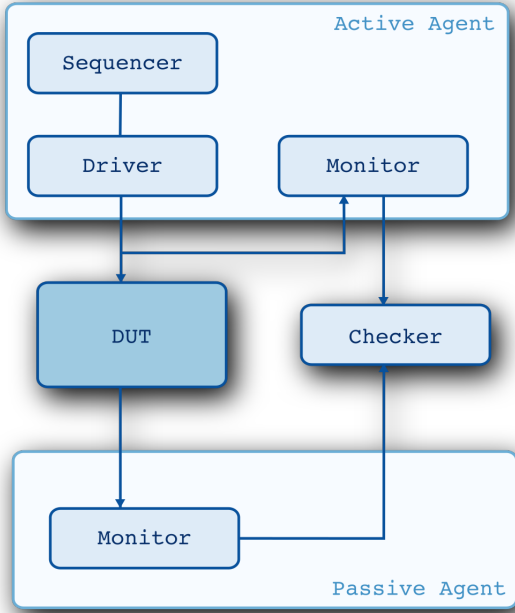 Active Agent
Sequencer
Driver
Monitor
DUT
Checker
Monitor
Passive Agent